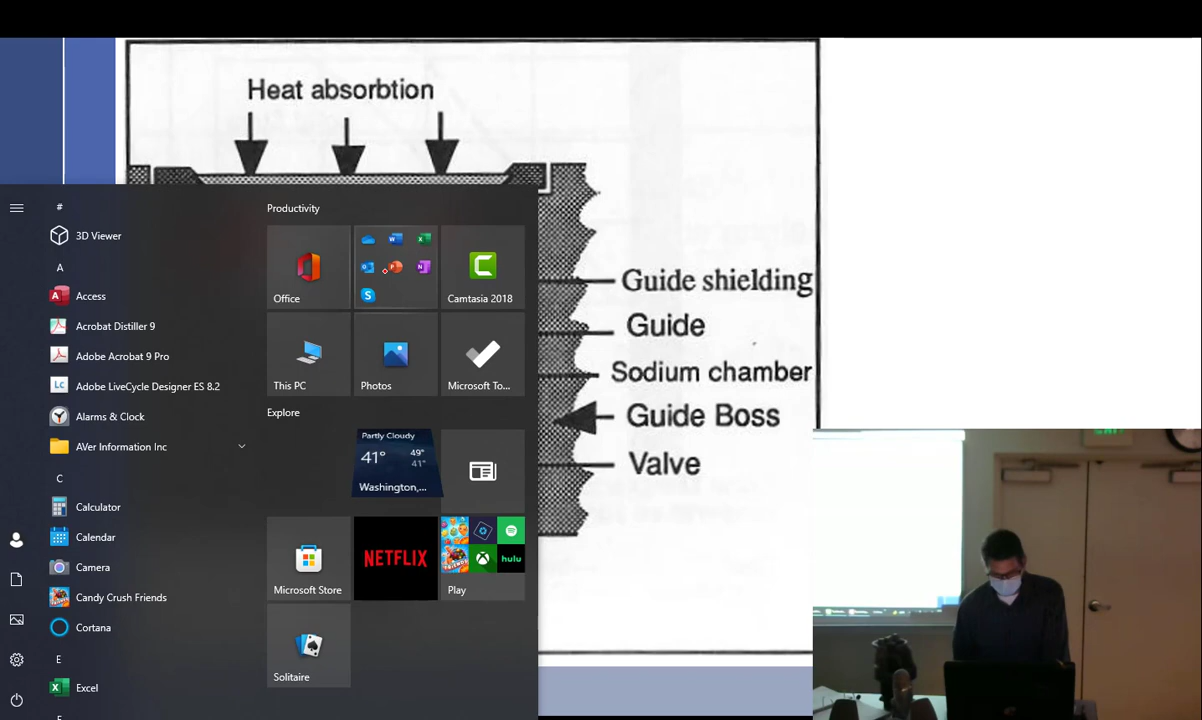 Heat absorbtion
Guide shielding
Guide
Sodium chamber
Guide Boss
Valve
#
3D Viewer
A
Access
Acrobat Distiller 9
Adobe Acrobat 9 Pro
LC
Adobe LiveCycle Designer ES 8.2
Alarms & Clock
AVer Information Inc
C
Calculator
Calendar
Camera
Candy Crush Friends
Cortana
E
Excel
Productivity
Office
Camtasia 2018
This PC
Photos
Microsoft To...
Explore
Partly Cloudy
41° 49°
41°
Washington,...
Microsoft Store
NETFLIX
hulu
Play
Solitaire